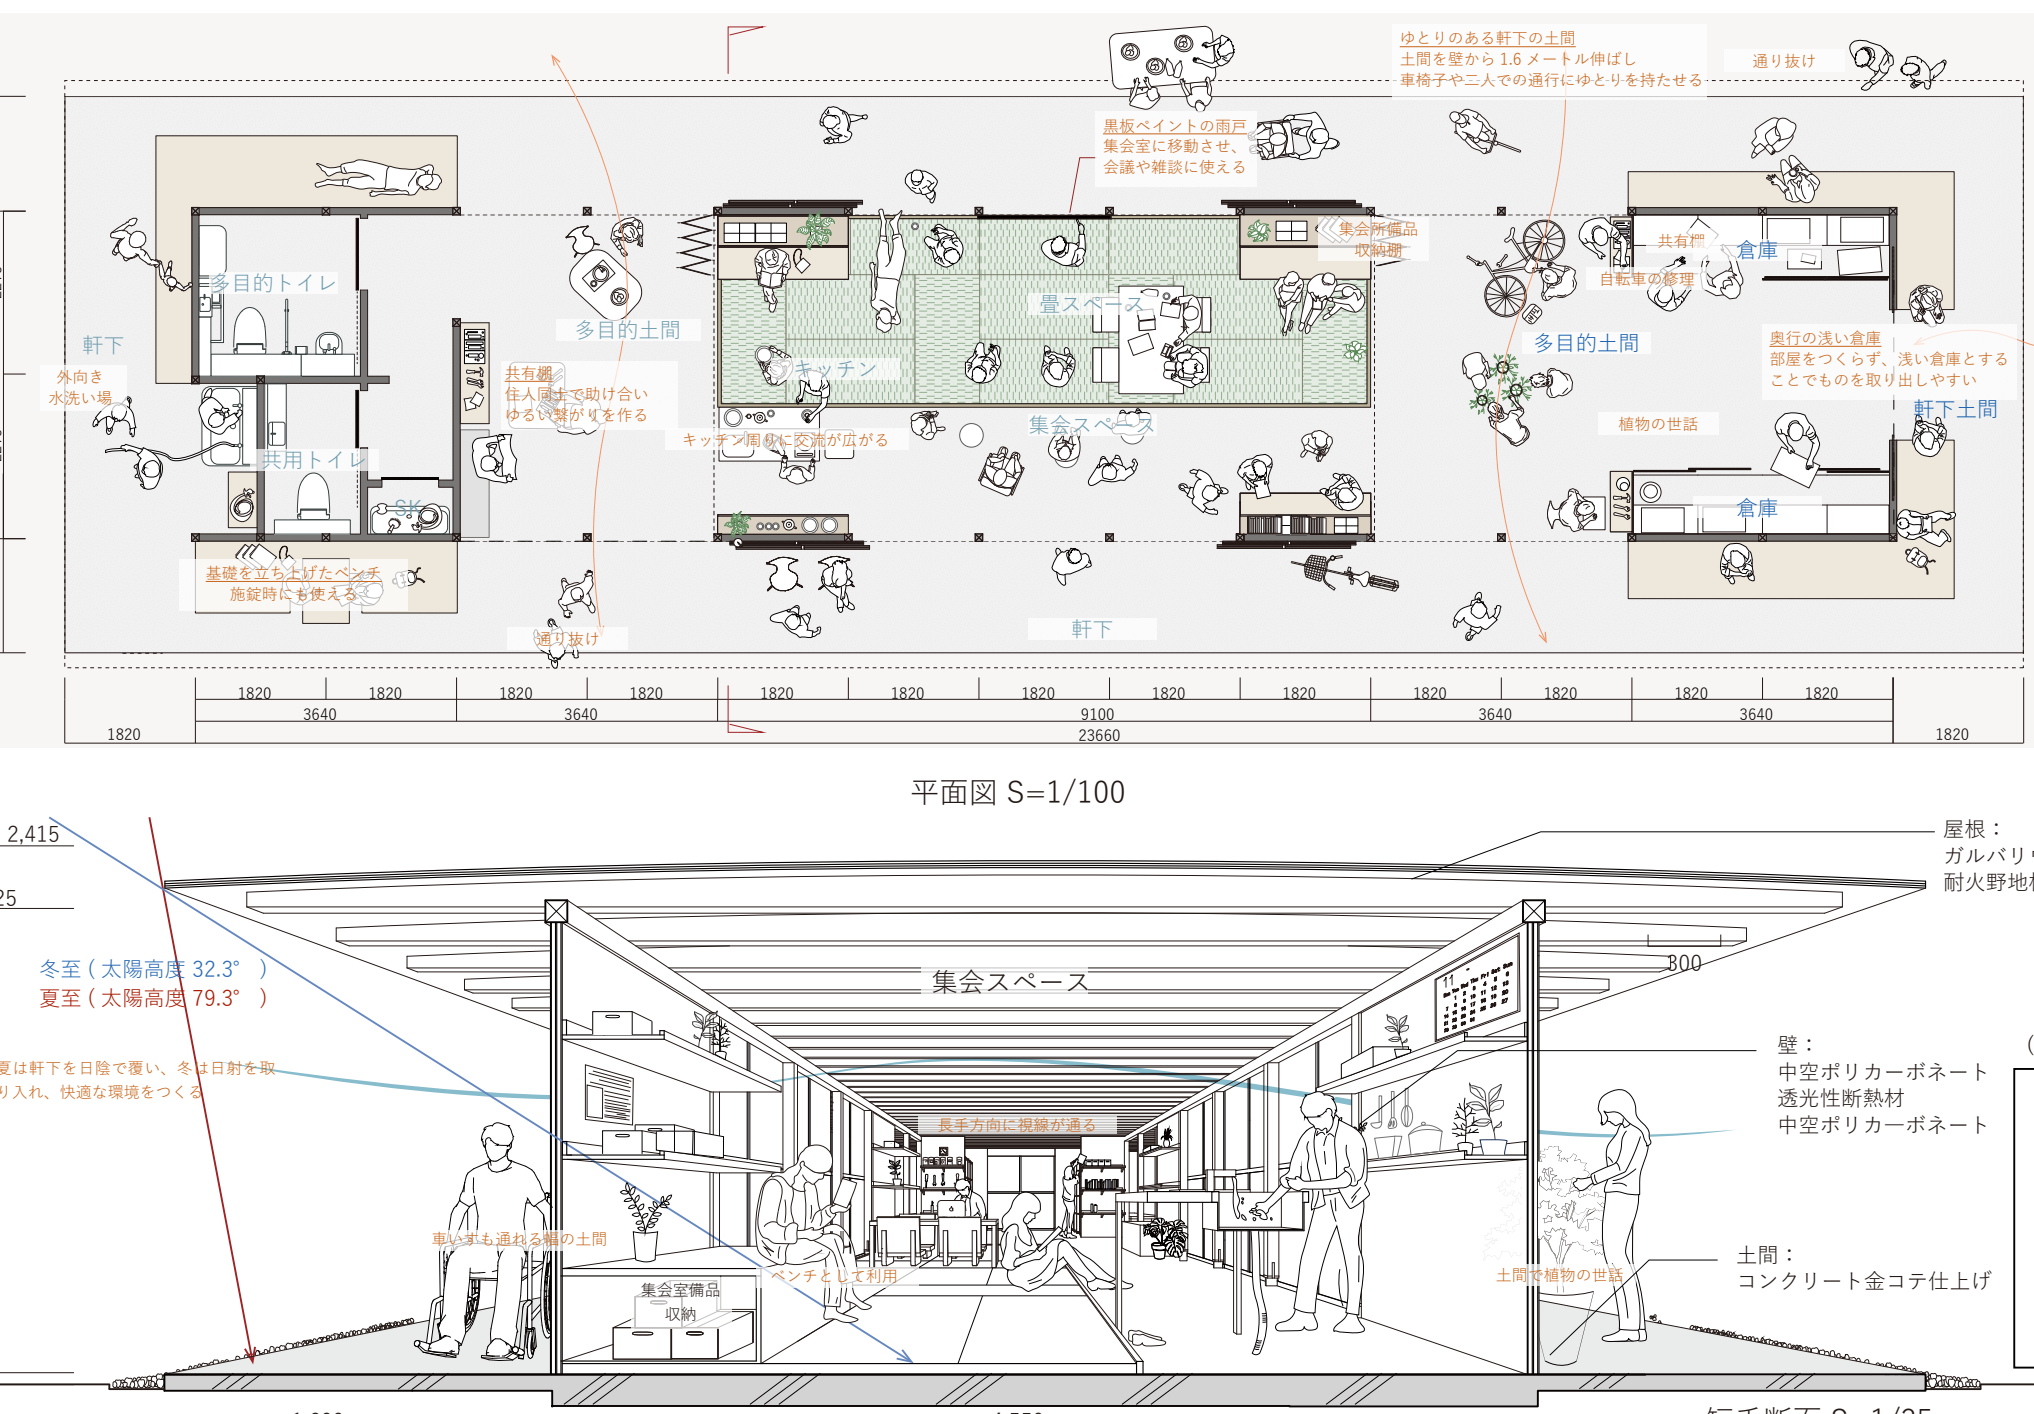 ゆとりのある軒下の土間
土間を壁から 1.6 メートル伸ばし
車椅子や二人での通行にゆとりを持たせる
通り抜け
黒板ペイントの雨戸
集会室に移動させ、
会議や雑談に使える
集会所備品
収納棚
共有棚
倉庫
自転車の修理
多目的トイレ
多目的土間
畳スペース
多目的土間
奥行の浅い倉庫
部屋をつくらず、浅い倉庫とする
ことでものを取り出しやすい
軒下
外向き
水洗い場
共有棚
住人同士で助け合い
ゆるい繋がりを作る
キッチン
集会スペース
キッチン周りに交流が広がる
植物の世話
軒下土間
共用トイレ
SK
倉庫
基礎を立ち上げたベンチ
施錠時にも使える
通り抜け
軒下
1820 1820 1820 1820 1820 1820 1820 1820 1820 1820 1820 1820 1820
3640 3640 9100 3640 3640
1820 23660 1820
平面図 S=1/100
2,415
25
屋根：
ガルバリ
耐火野地
冬至 ( 太陽高度 32.3° )
夏至 ( 太陽高度 79.3° )
集会スペース
300
11
夏は軒下を日陰で覆い、冬は日射を取
り入れ、快適な環境をつくる
壁：
中空ポリカーボネート
透光性断熱材
中空ポリカーボネート
長手方向に視線が通る
車いすも通れる幅の土間
ベンチとして利用
集会室備品
収納
土間で植物の世話
土間：
コンクリート金コテ仕上げ